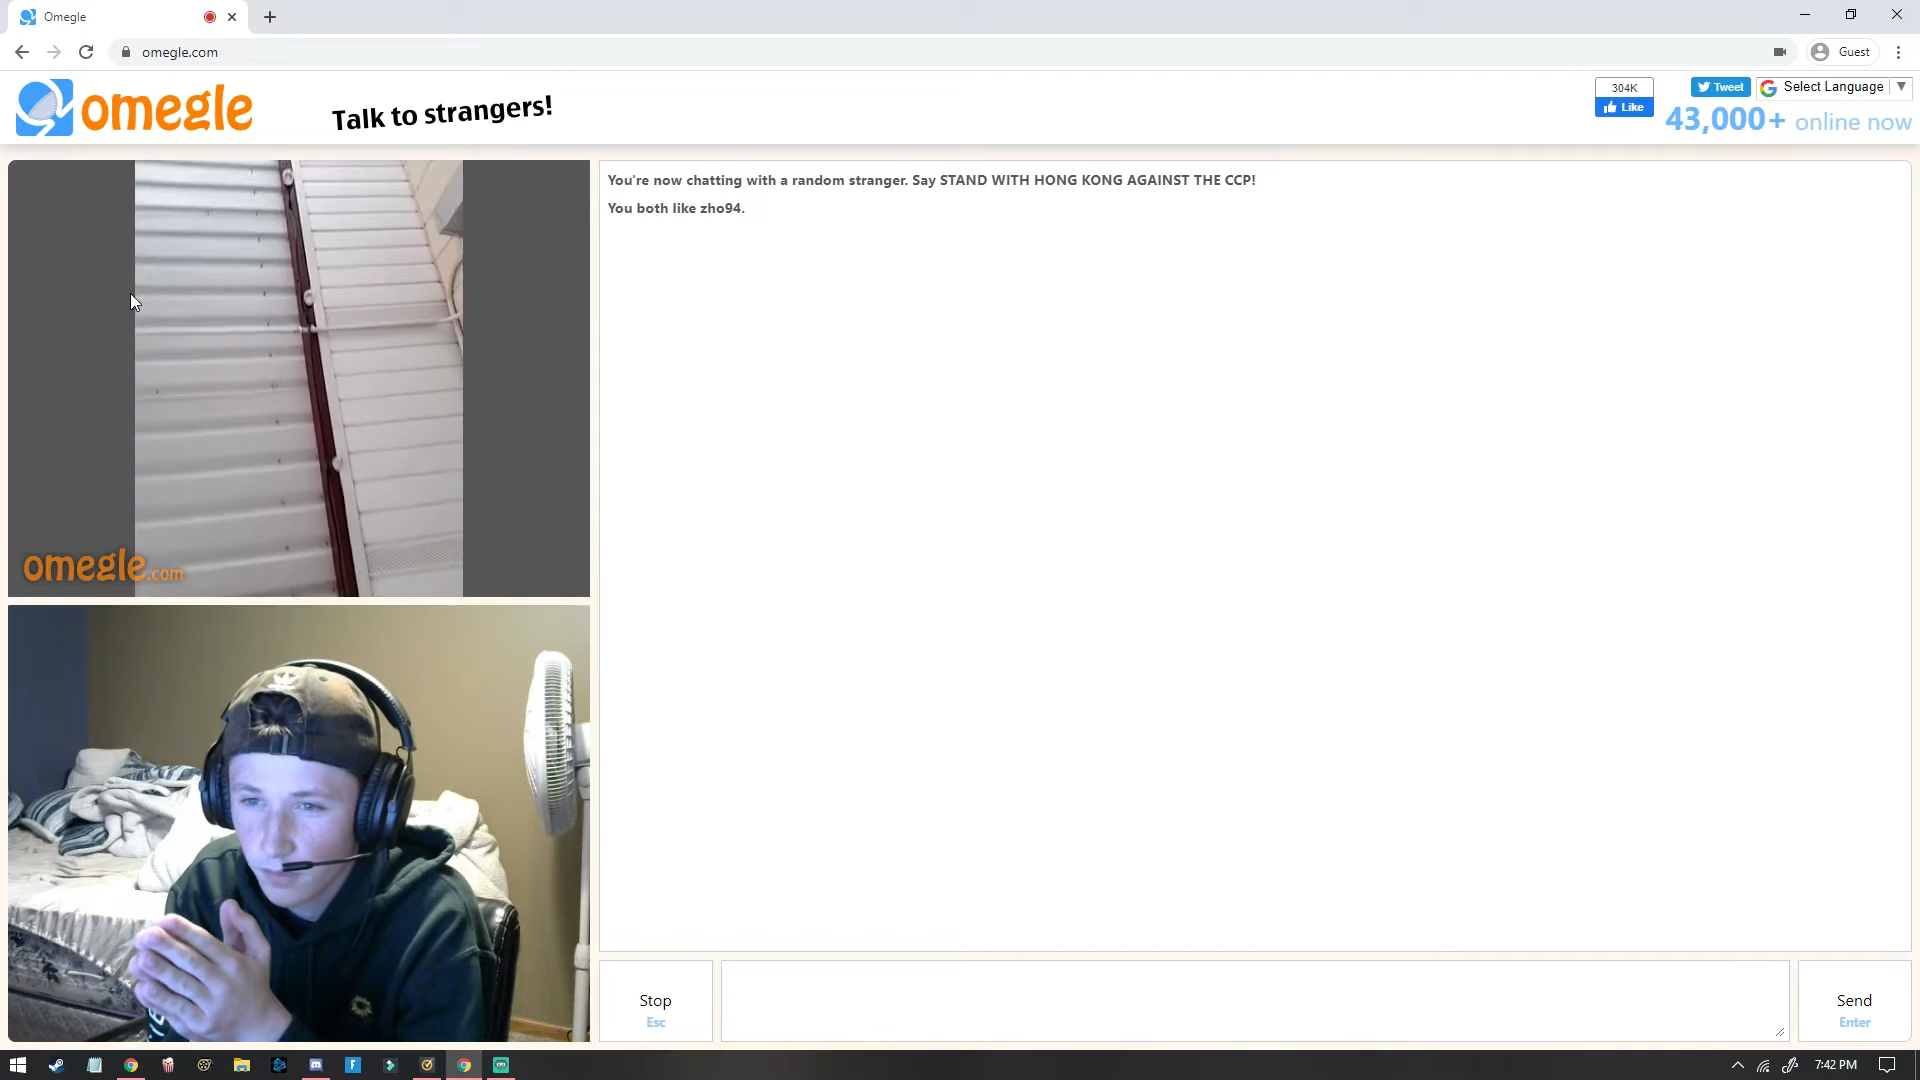 Omegle
omegle.com
Guest
omegle
Talk to strangers!
304K
Like
Tweet
Select Language
43,000+ online now
You're now chatting with a random stranger. Say STAND WITH HONG KONG AGAINST THE CCP!
You both like zho94.
omegle.com
Stop
Esc
Send
Enter
7:42 PM